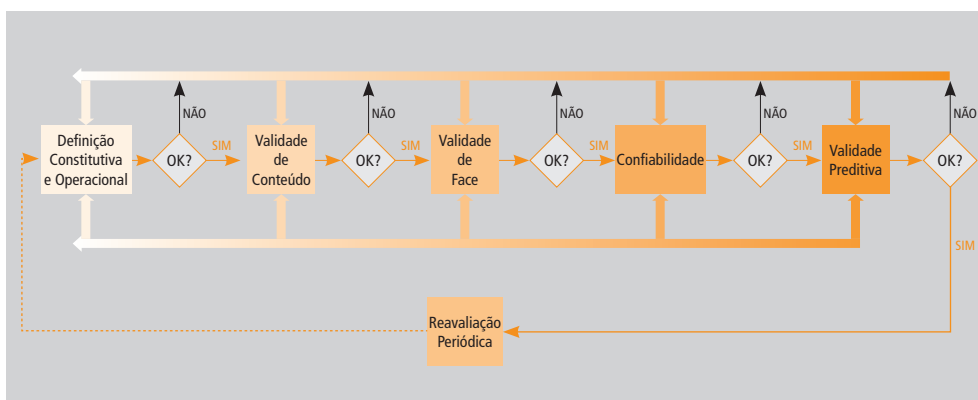 NÃO
NÃO
NÃO
NÃO
NÃO
Definição
Constitutiva
e Operacional
OK?
SIM
Validade
de
Conteúdo
OK?
SIM
Validade
de
Face
OK?
SIM
Confiabilidade
OK?
SIM
Validade
Preditiva
OK?
SIM
Reavaliação
Periódica